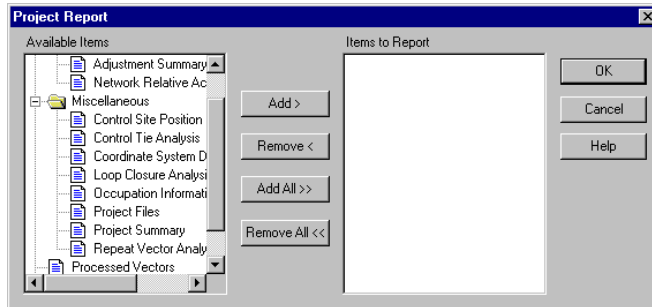 Project Report
Available Items
Items to Report
Adjustment Summary
Network Relative Ac
Miscellaneous
Control Site Position
Control Tie Analysis
Coordinate System D
Loop Closure Analysi
Occupation Informati
Project Files
Project Summary
Repeat Vector Analy
Processed Vectors
Add >
Remove <
Add All >>
Remove All <<
OK
Cancel
Help